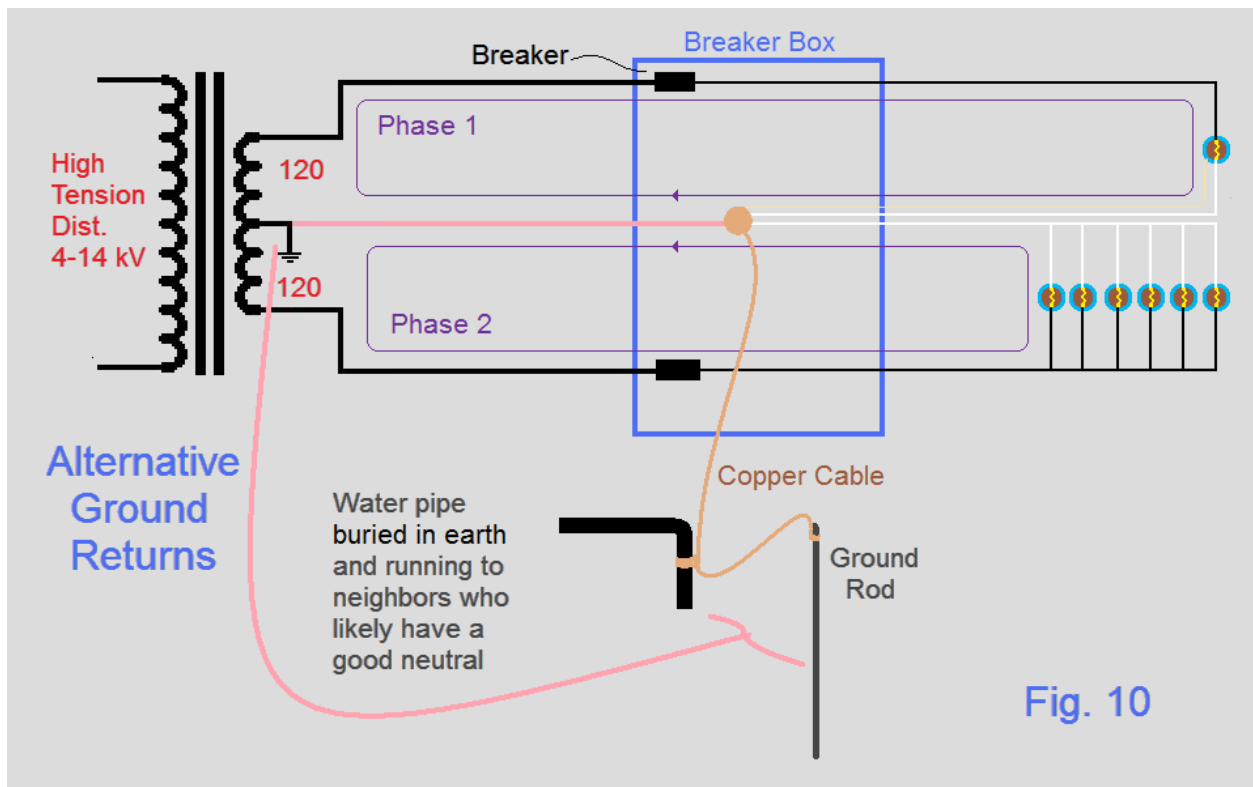 Breaker Box
Breaker
Phase 1
High
Tension
Dist.
4-14 kV
120
120
Phase 2
Alternative
Ground
Returns
Copper Cable
Water pipe
buried in earth
and running to
neighbors who
likely have a
good neutral
Ground
Rod
Fig. 10